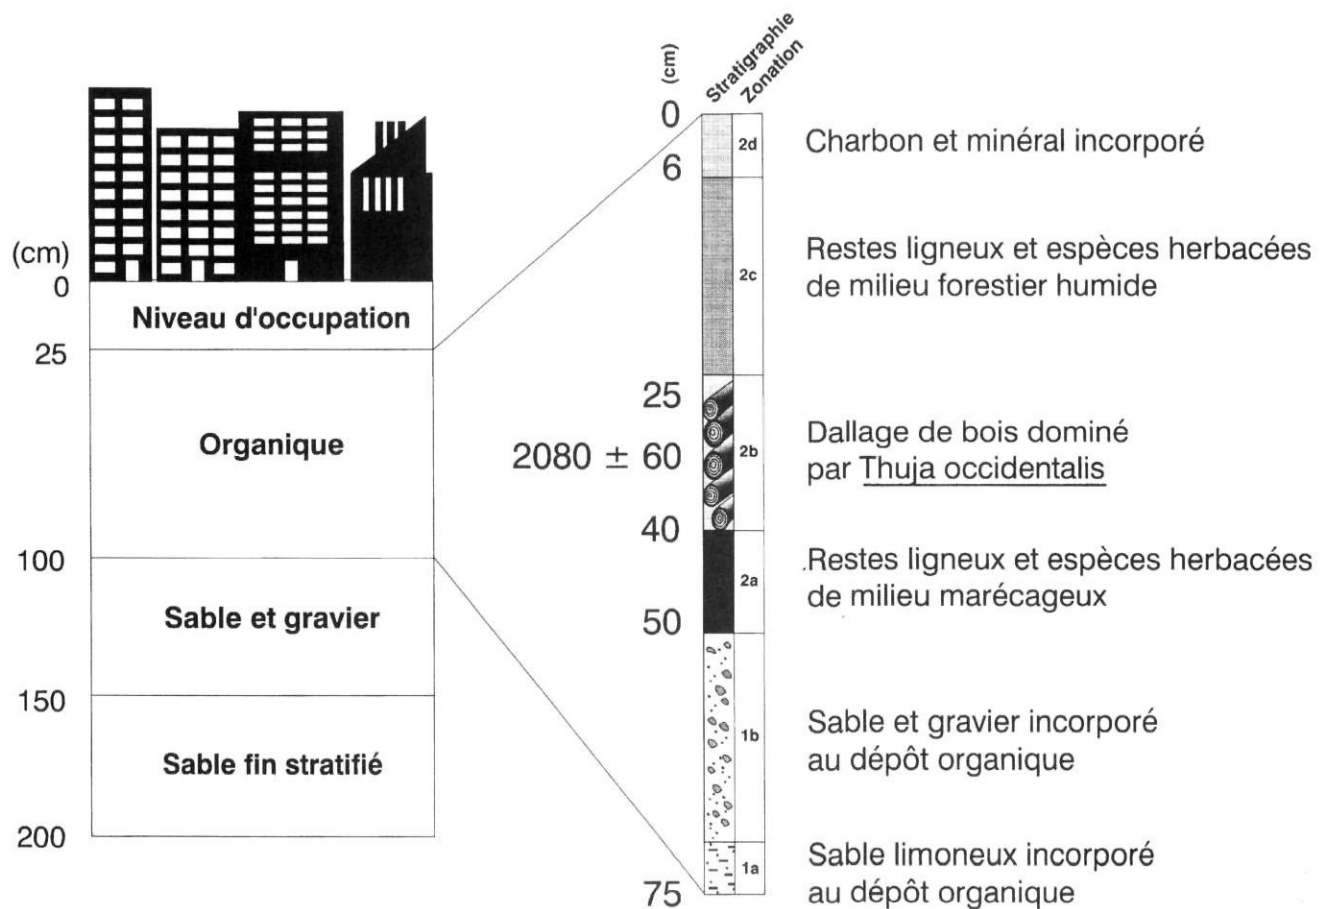 (cm)
0
Niveau d'occupation
25
Organique
100
Sable et gravier
150
Sable fin stratifié
200
(cm)
Stratigraphie
Zonation
0
2d
Charbon et minéral incorporé
6
2c
Restes ligneux et espèces herbacées
de milieu forestier humide
25
2080 ± 60
2b
Dallage de bois dominé
par Thuja occidentalis
40
2a
Restes ligneux et espèces herbacées
de milieu marécageux
50
1b
Sable et gravier incorporé
au dépôt organique
1a
Sable limoneux incorporé
au dépôt organique
75